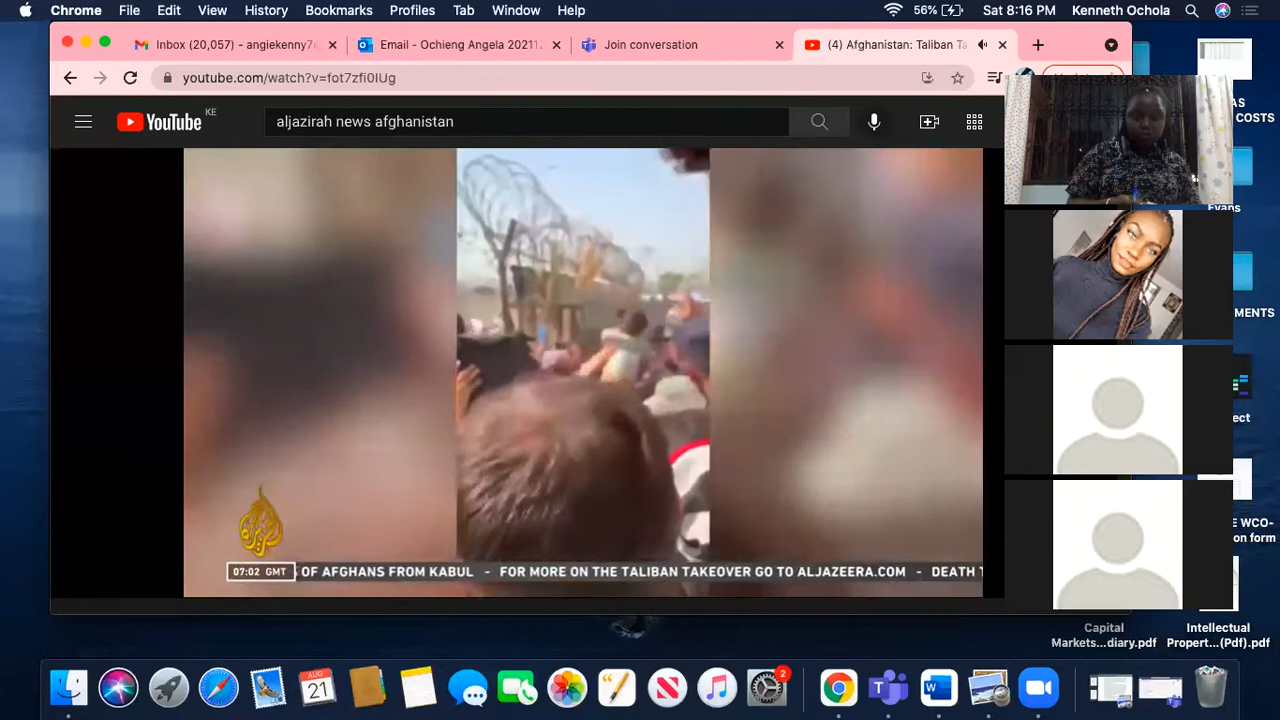 Chrome File Edit View History Bookmarks Profiles Tab Window Help 56% Sat 8:16 PM Kenneth Ochola
Inbox (20,057) - angiekenny7
Email - Ochieng Angela 20211
Join conversation
(4) Afghanistan: Taliban Ta
youtube.com/watch?v=fot7zfi0IUg
YouTube KE
aljazirah news afghanistan
AS
COSTS
Evans
MENTS
ect
E WCO-
on form
07:02 GMT OF AFGHANS FROM KABUL - FOR MORE ON THE TALIBAN TAKEOVER GO TO ALJAZEERA.COM - DEATH T
Capital
Markets...diary.pdf
Intellectual
Propert...(Pdf).pdf
AUG
21
2
W